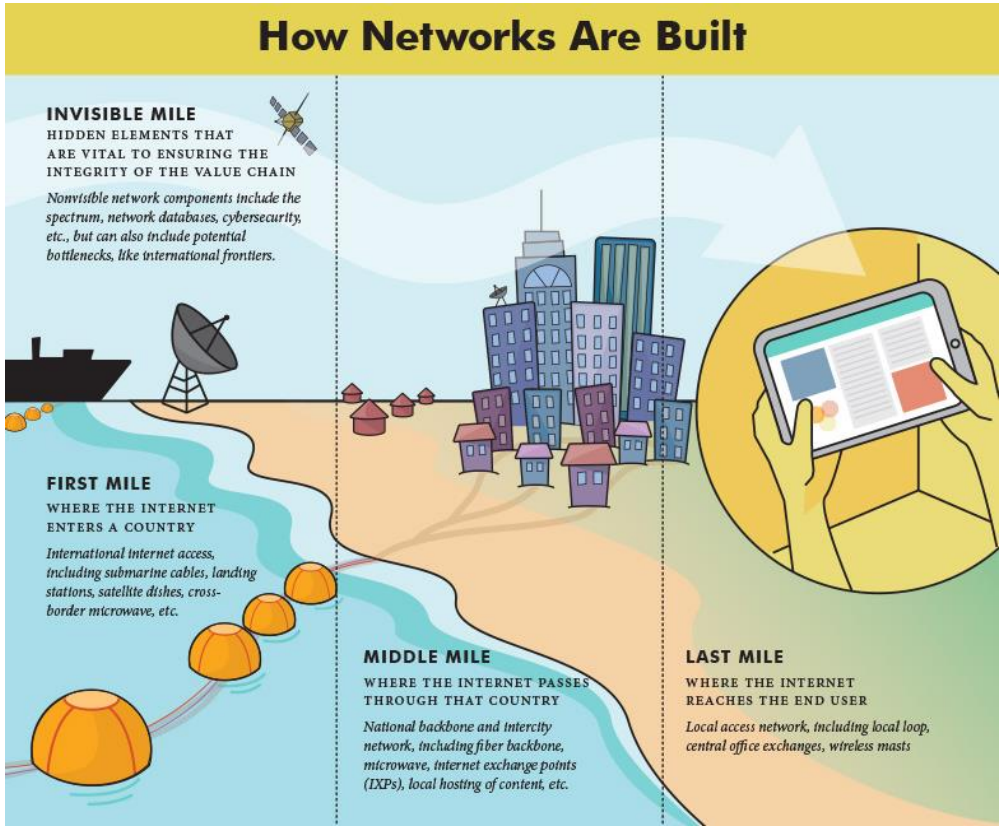 How Networks Are Built
INVISIBLE MILE
HIDDEN ELEMENTS THAT
ARE VITAL TO ENSURING THE
INTEGRITY OF THE VALUE CHAIN
Nonvisible network components include the
spectrum, network databases, cybersecurity,
etc., but can also include potential
bottlenecks, like international frontiers.
FIRST MILE
WHERE THE INTERNET
ENTERS A COUNTRY
International internet access,
including submarine cables, landing
stations, satellite dishes, cross-
border microwave, etc.
MIDDLE MILE
WHERE THE INTERNET PASSES
THROUGH THAT COUNTRY
National backbone and intercity
network, including fiber backbone,
microwave, internet exchange points
(IXPs), local hosting of content, etc.
LAST MILE
WHERE THE INTERNET
REACHES THE END USER
Local access network, including local loop,
central office exchanges, wireless masts